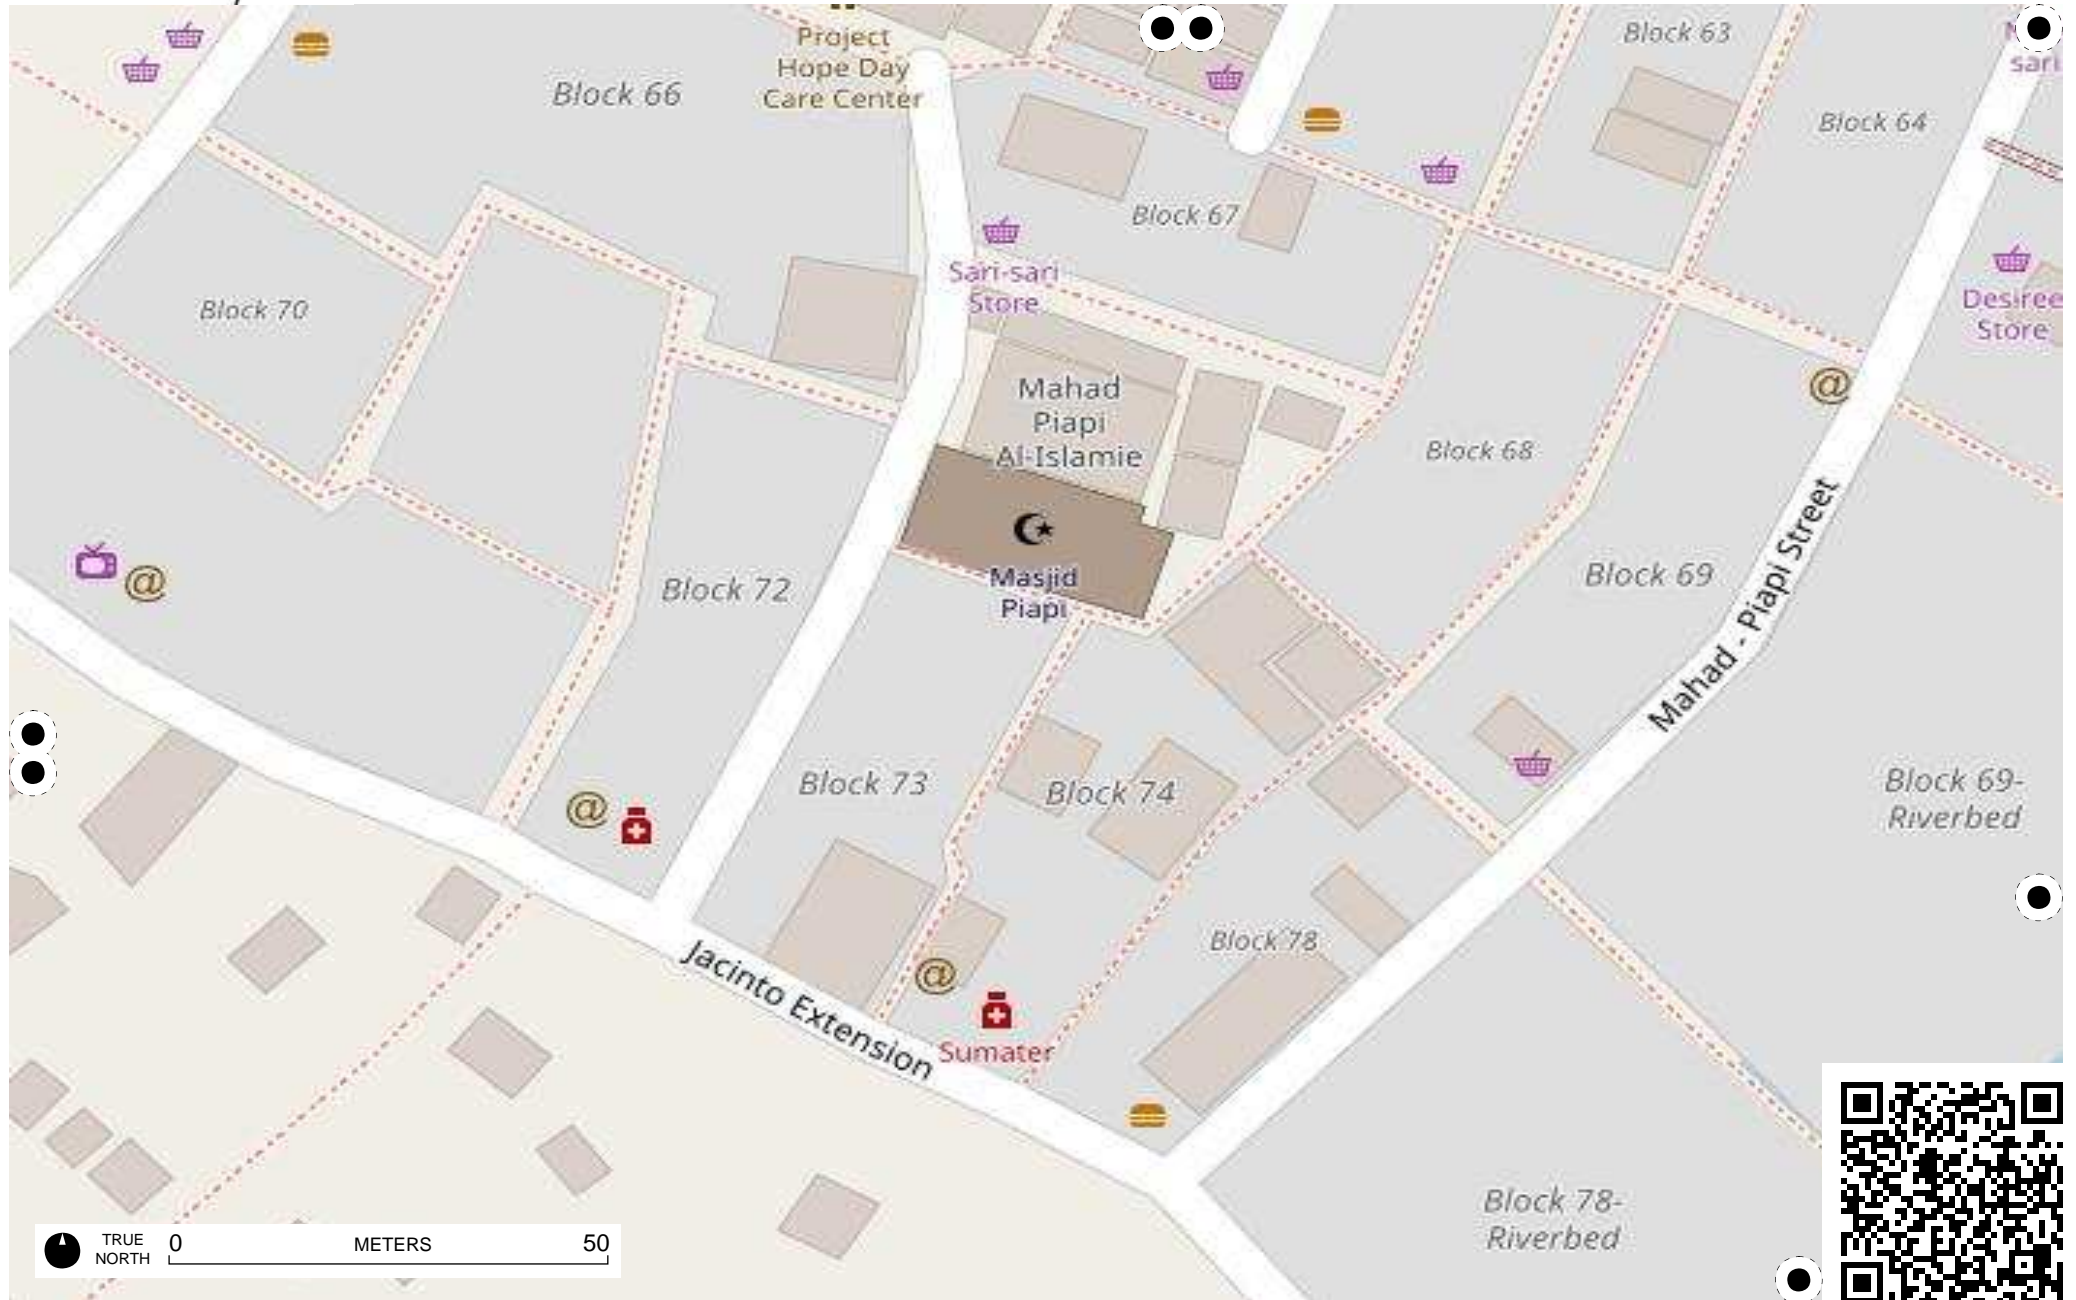 Project
Hope Day
Care Center
Block 63
sari
Block 66
Block 64
Block 67
Sari-sari
Store
Desiree
Store
Block 70
@
Mahad
Piapi
Al-Islamie
Block 68
Masjid
Piapi
Block 72
Block 69
Mahad - Piapi Street
@
Block 73
Block 74
Block 69-
Riverbed
@
Block 78
@
Jacinto Extension
Sumater
Block 78-
Riverbed
TRUE
NORTH
0 METERS 50